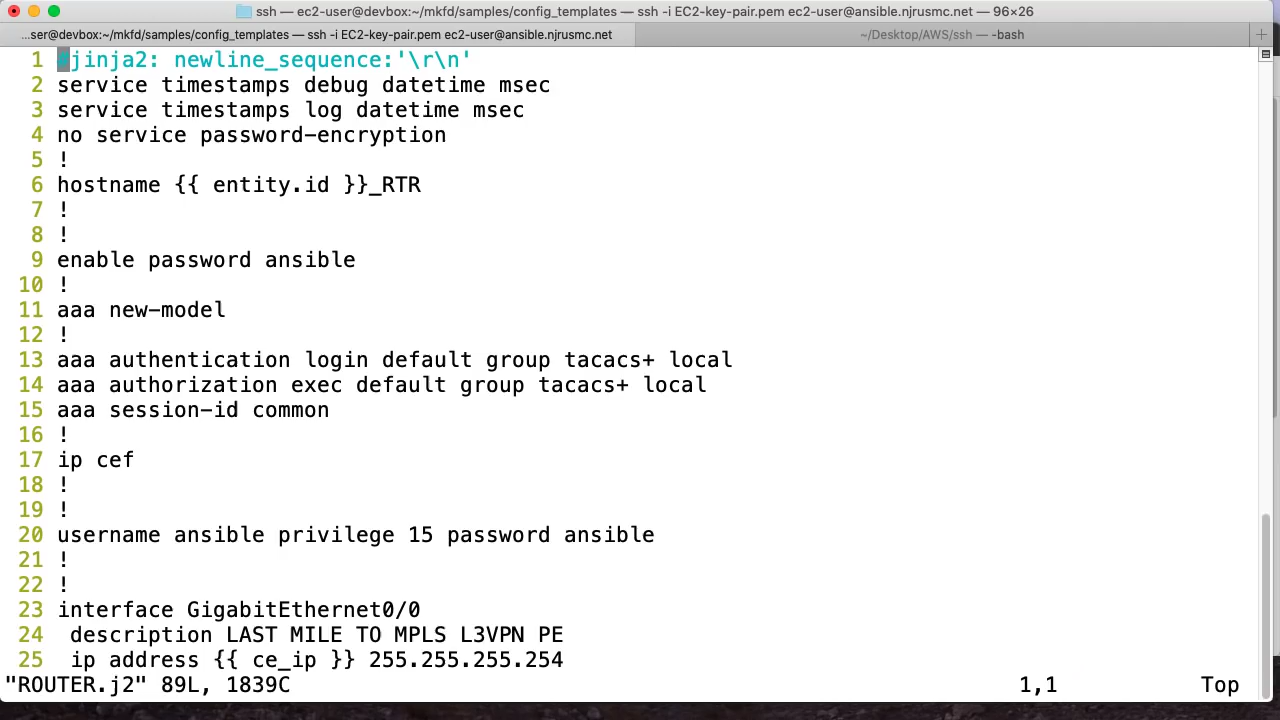 ssh — ec2-user@devbox:~/mkfd/samples/config_templates — ssh -i EC2-key-pair.pem ec2-user@ansible.njrusmc.net — 96×26
...ser@devbox:~/mkfd/samples/config_templates — ssh -i EC2-key-pair.pem ec2-user@ansible.njrusmc.net ~/Desktop/AWS/ssh — -bash +
1 #jinja2: newline_sequence:'\r\n'
2 service timestamps debug datetime msec
3 service timestamps log datetime msec
4 no service password-encryption
5 !
6 hostname {{ entity.id }}_RTR
7 !
8 !
9 enable password ansible
10 !
11 aaa new-model
12 !
13 aaa authentication login default group tacacs+ local
14 aaa authorization exec default group tacacs+ local
15 aaa session-id common
16 !
17 ip cef
18 !
19 !
20 username ansible privilege 15 password ansible
21 !
22 !
23 interface GigabitEthernet0/0
24  description LAST MILE TO MPLS L3VPN PE
25  ip address {{ ce_ip }} 255.255.255.254
"ROUTER.j2" 89L, 1839C 1,1 Top